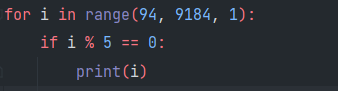 for i in range(94, 9184, 1):
    if i % 5 == 0:
        print(i)